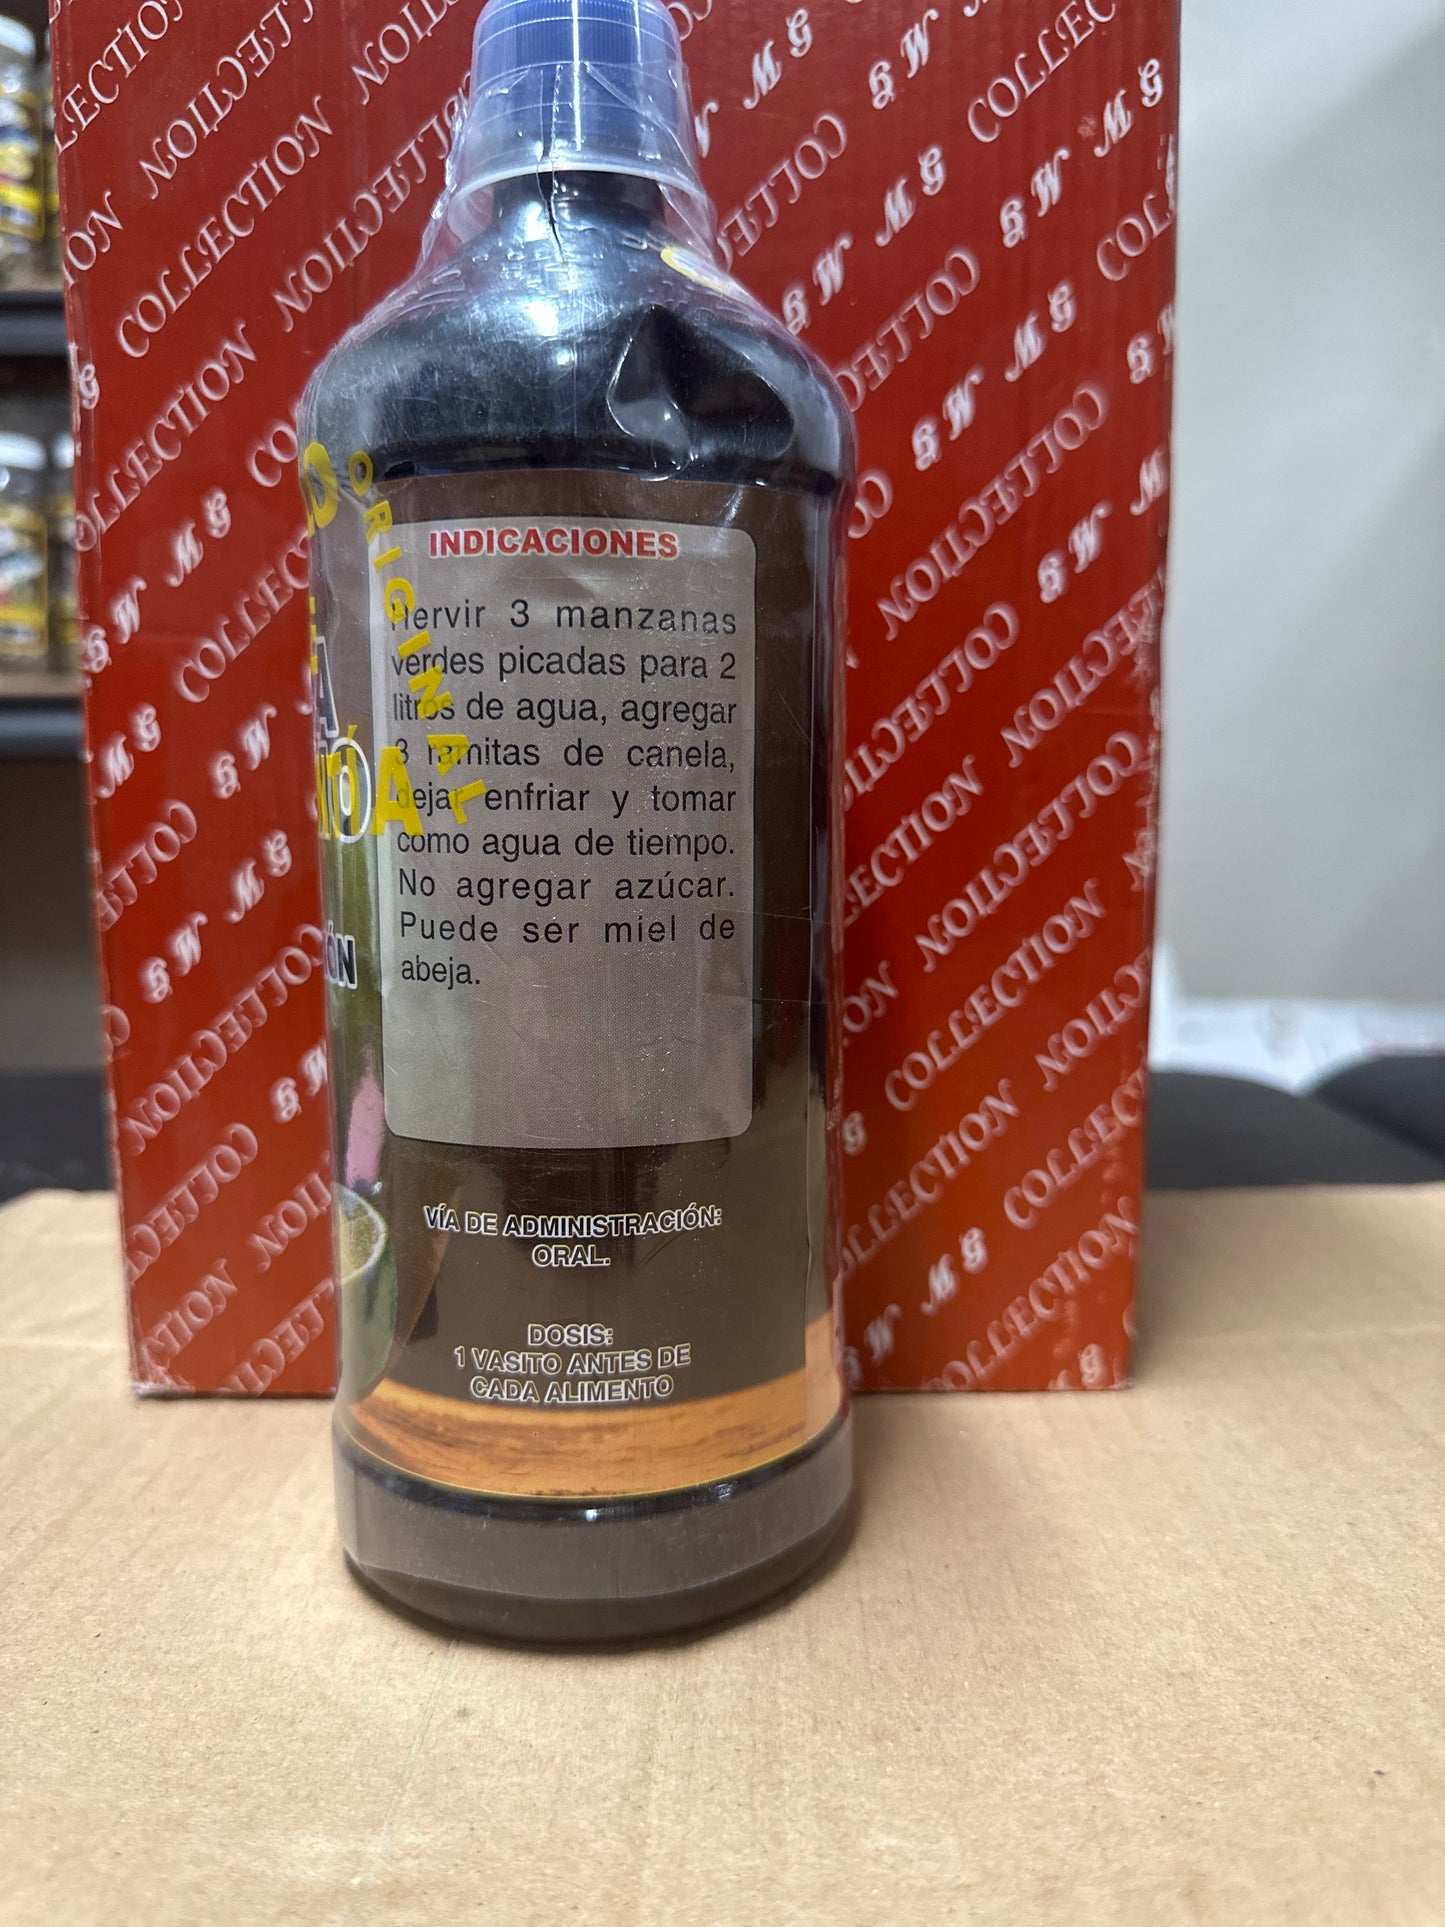 INDICACIONES
Hervir 3 manzanas
verdes picadas para 2
litros de agua, agregar
3 ramitas de canela,
dejar enfriar y tomar
como agua de tiempo.
No agregar azúcar.
Puede ser miel de
abeja.
VÍA DE ADMINISTRACIÓN:
ORAL.
DOSIS:
1 VASITO ANTES DE
CADA ALIMENTO
ORIGINAL
ÓN
COLLECTION
MG